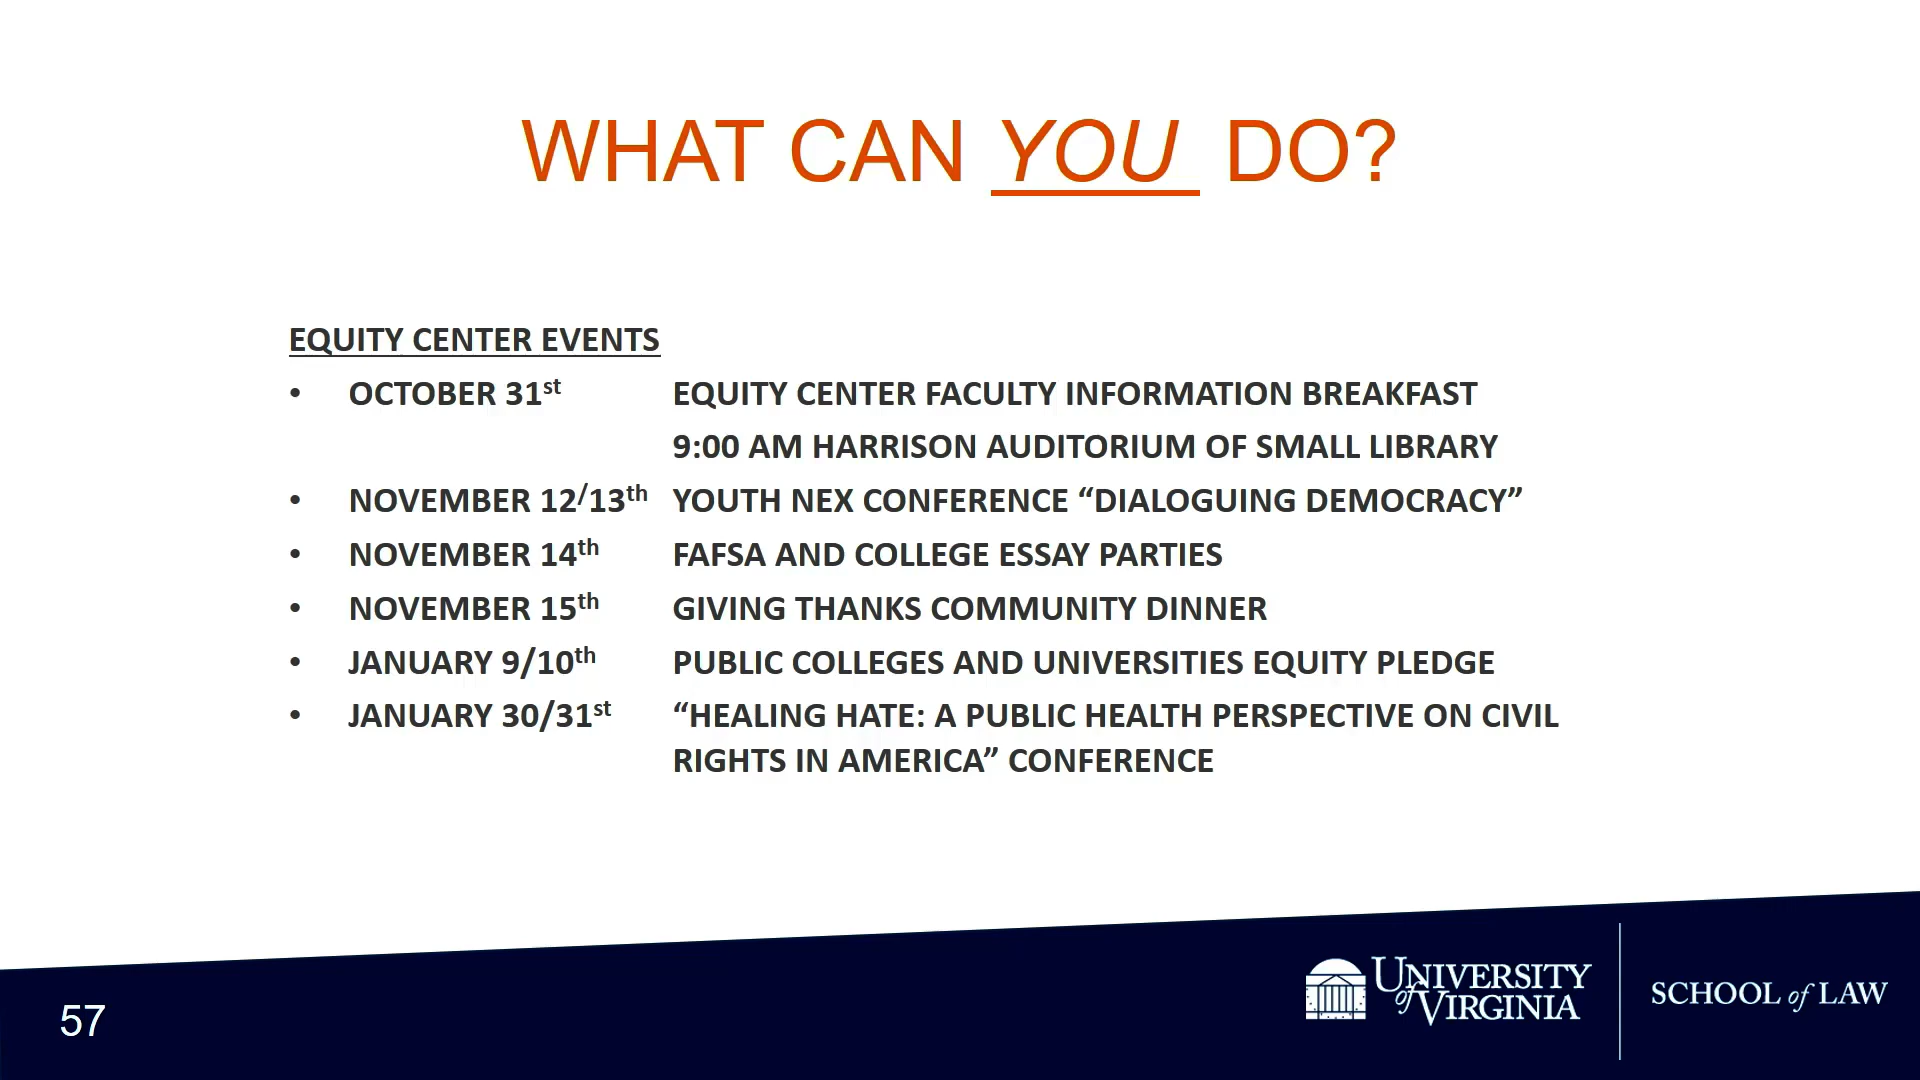 WHAT CAN YOU DO?
EQUITY CENTER EVENTS
• OCTOBER 31st EQUITY CENTER FACULTY INFORMATION BREAKFAST
9:00 AM HARRISON AUDITORIUM OF SMALL LIBRARY
• NOVEMBER 12/13th YOUTH NEX CONFERENCE “DIALOGUING DEMOCRACY”
• NOVEMBER 14th FAFSA AND COLLEGE ESSAY PARTIES
• NOVEMBER 15th GIVING THANKS COMMUNITY DINNER
• JANUARY 9/10th PUBLIC COLLEGES AND UNIVERSITIES EQUITY PLEDGE
• JANUARY 30/31st “HEALING HATE: A PUBLIC HEALTH PERSPECTIVE ON CIVIL
RIGHTS IN AMERICA” CONFERENCE
57
UNIVERSITY
of VIRGINIA
SCHOOL of LAW